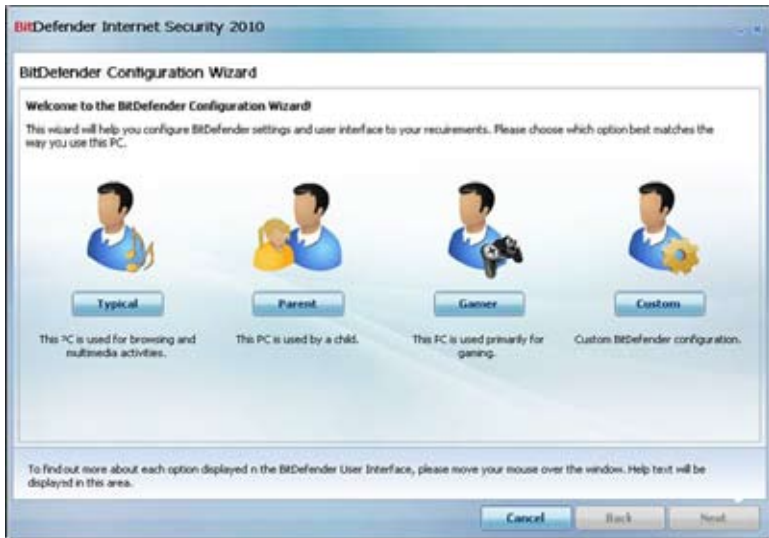 BitDefender Internet Security 2010
BitDefender Configuration Wizard
Welcome to the BitDefender Configuration Wizard!
This wizard will help you configure BitDefender settings and user interface to your requirements. Please choose which option best matches the
way you use this PC.
Typical
Parent
Gamer
Custom
This PC is used for browsing and
multimedia activities.
This PC is used by a child.
This PC is used primarily for
gaming.
Custom BitDefender configuration.
To find out more about each option displayed in the BitDefender User Interface, please move your mouse over the window. Help text will be
displayed in this area.
Cancel
Back
Next